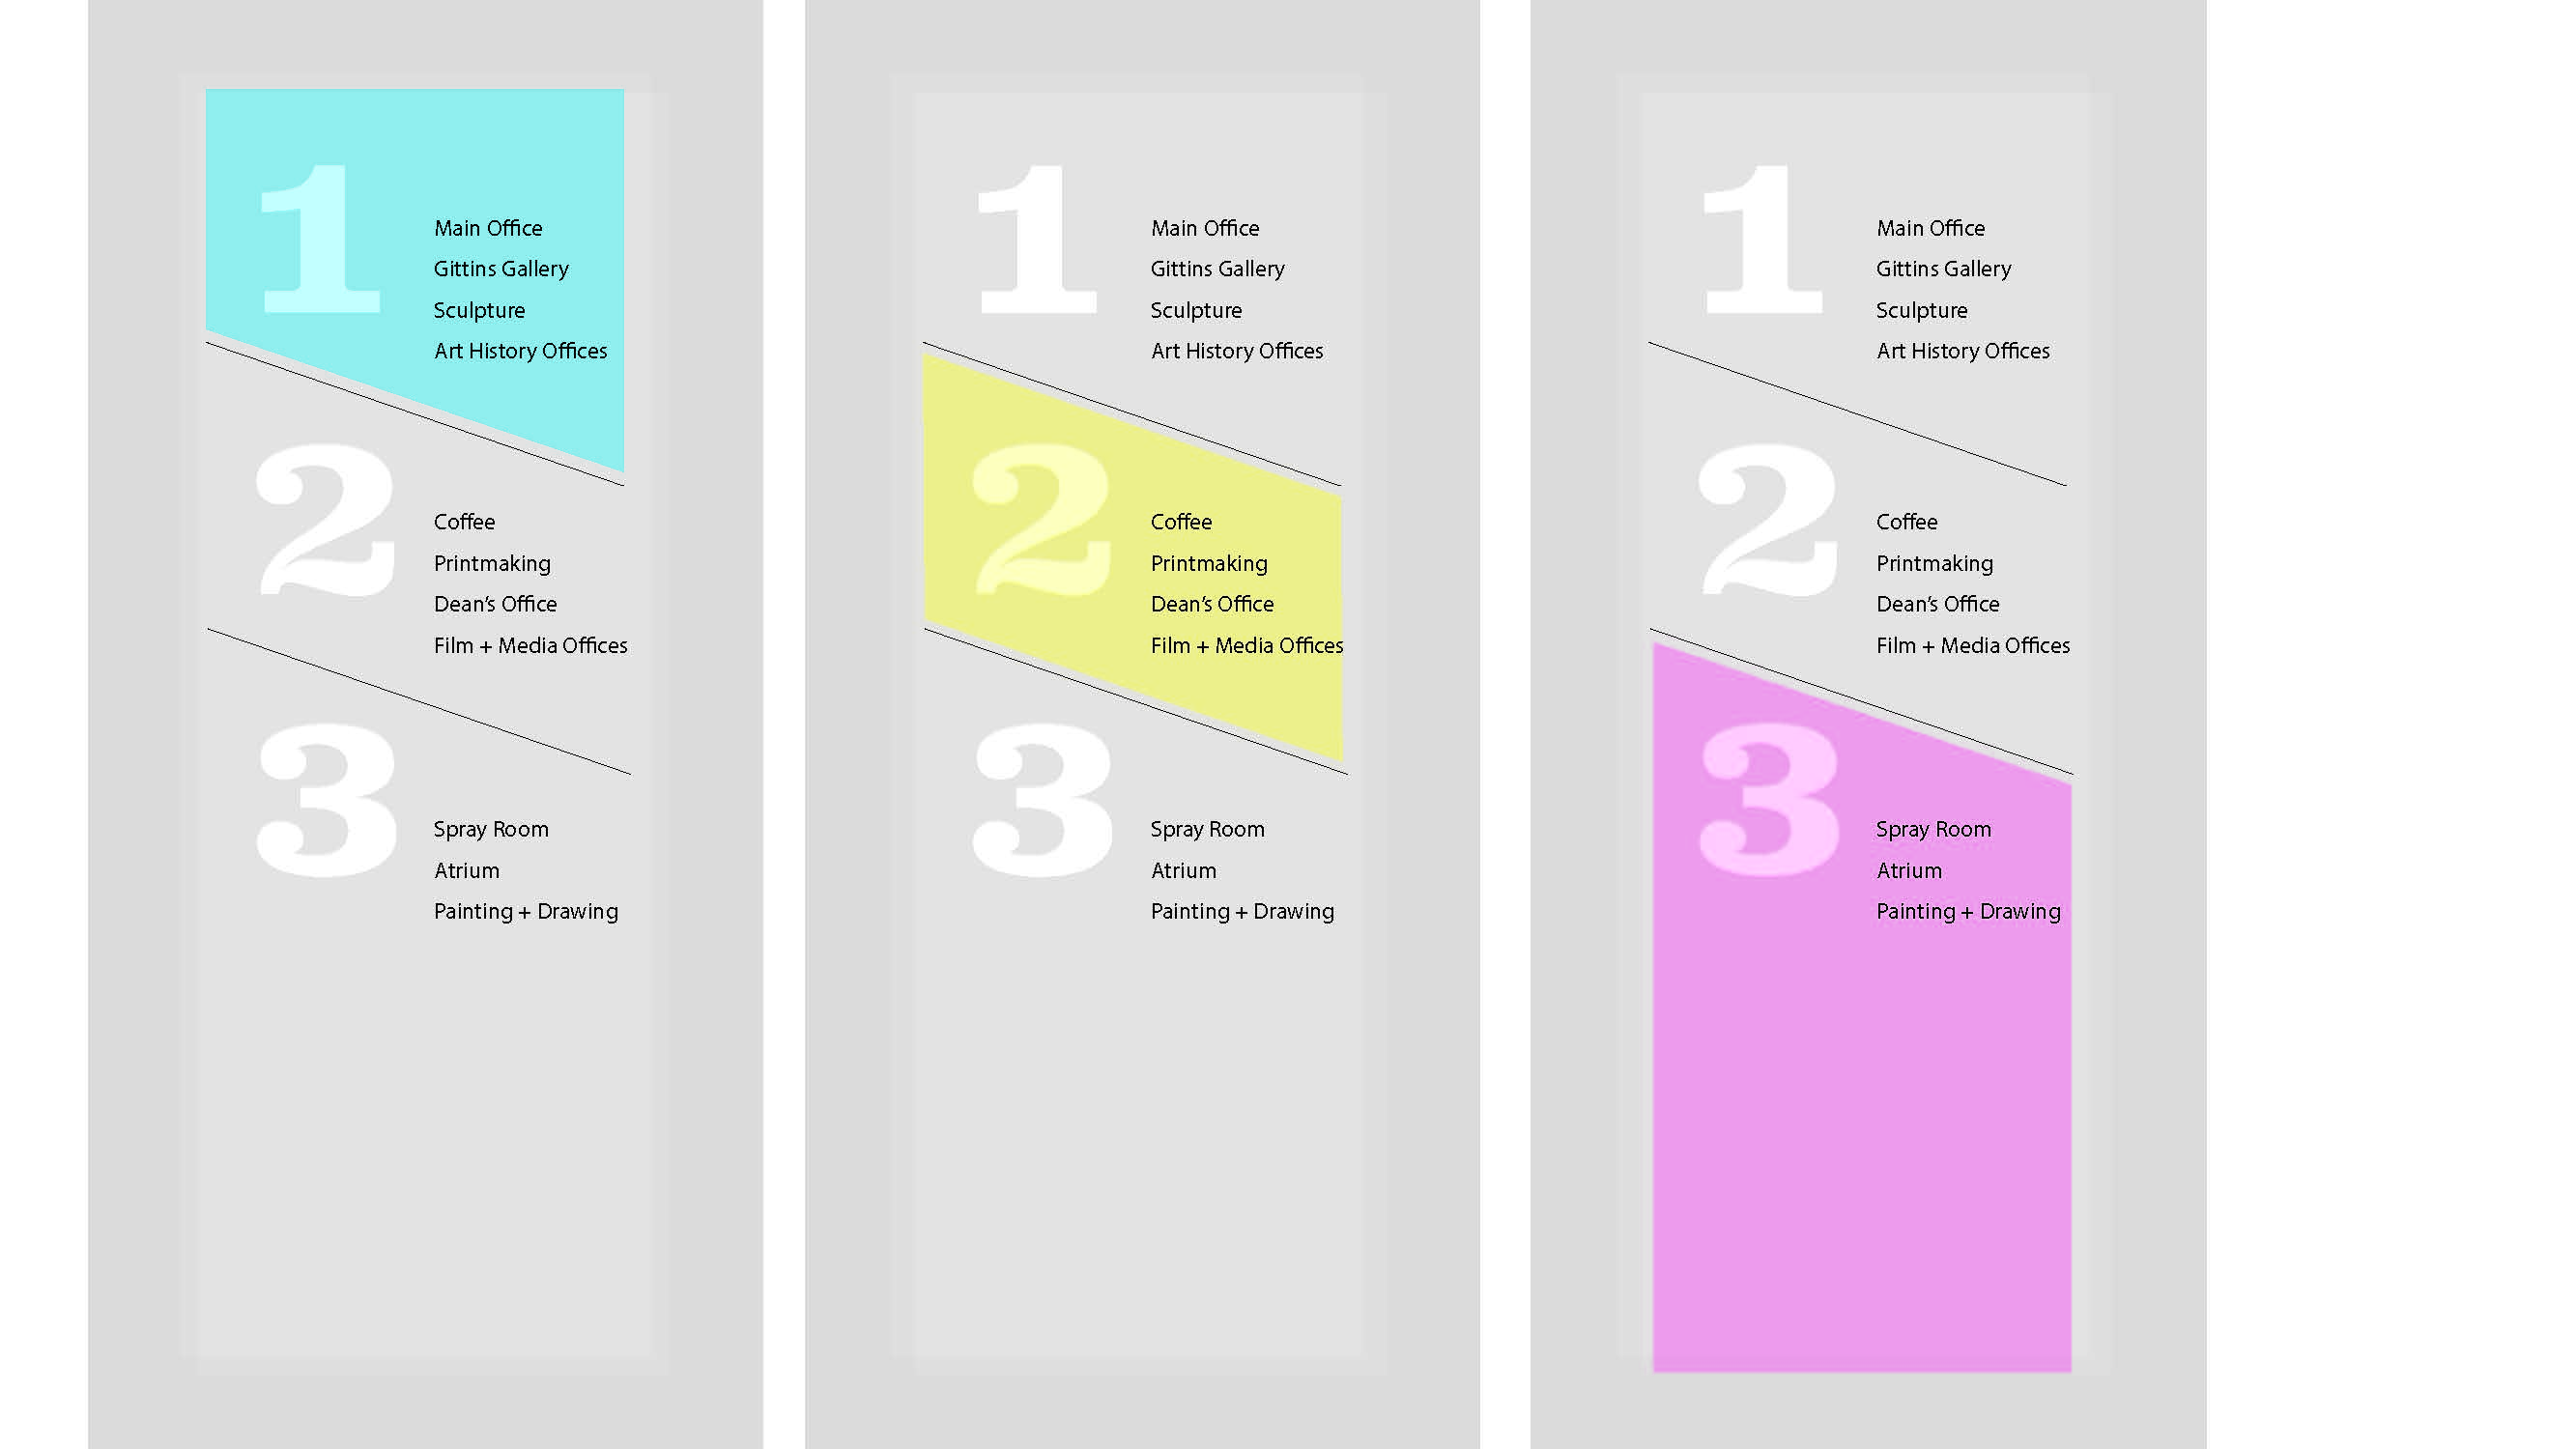 1
Main Office
Gittins Gallery
Sculpture
Art History Offices
2
Coffee
Printmaking
Dean’s Office
Film + Media Offices
3
Spray Room
Atrium
Painting + Drawing
1
Main Office
Gittins Gallery
Sculpture
Art History Offices
2
Coffee
Printmaking
Dean’s Office
Film + Media Offices
3
Spray Room
Atrium
Painting + Drawing
1
Main Office
Gittins Gallery
Sculpture
Art History Offices
2
Coffee
Printmaking
Dean’s Office
Film + Media Offices
3
Spray Room
Atrium
Painting + Drawing